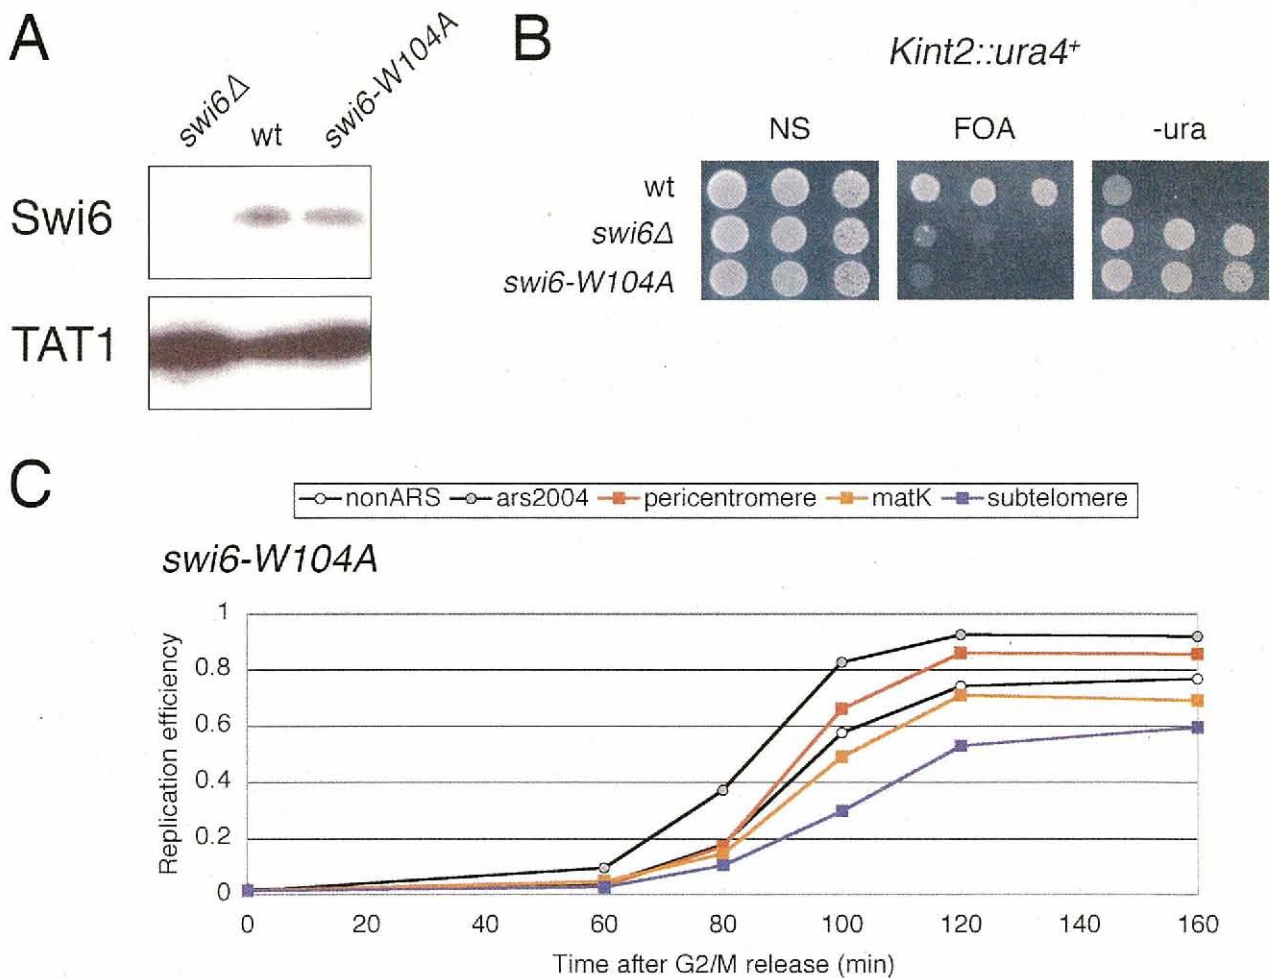 A
swi6Δ wt swi6-W104A
Swi6
TAT1
B
Kint2::ura4+
NS FOA -ura
wt
swi6Δ
swi6-W104A
C
nonARS ars2004 pericentromere matK subtelomere
swi6-W104A
Replication efficiency
1
0.8
0.6
0.4
0.2
0
0 20 40 60 80 100 120 140 160
Time after G2/M release (min)